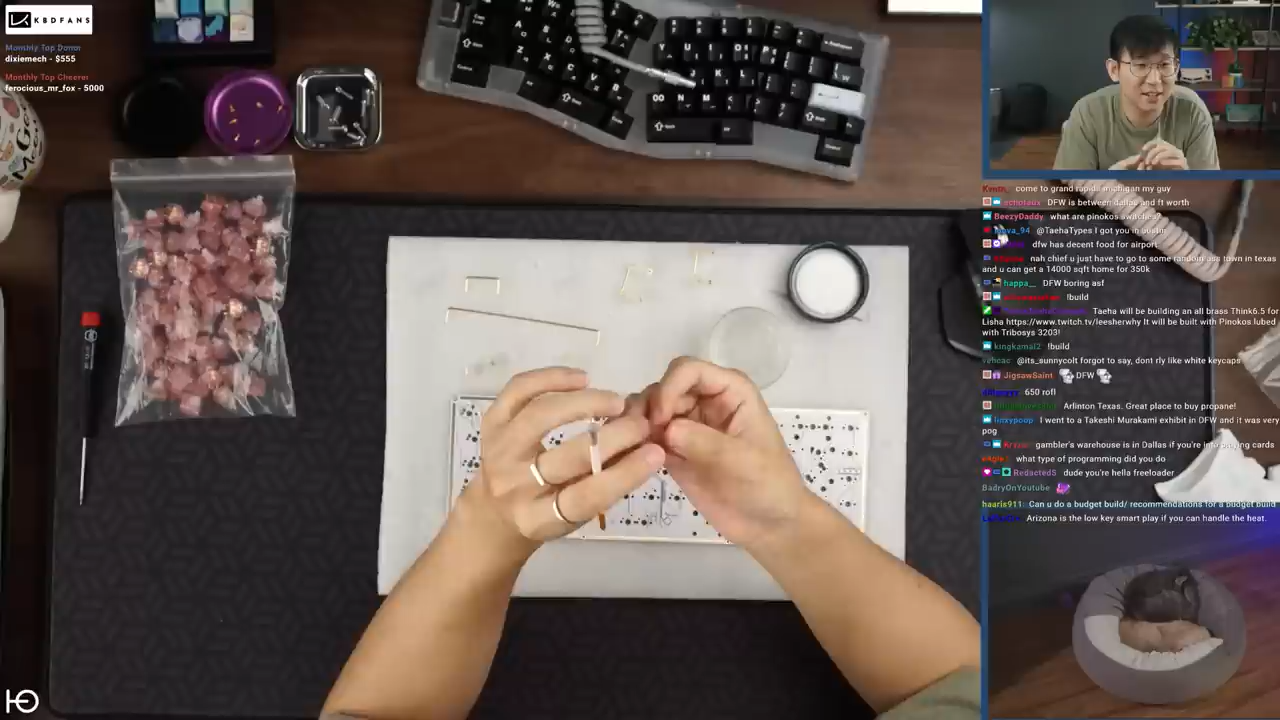 KBDFANS
Monthly Top Donor
dixiemech - $555
Monthly Top Cheerer
ferocious_mr_fox - 5000
come to grand rapids michigan my guy
DFW is between dallas and ft worth
BeezyDaddy what are pinokos switches?
@TaehaTypes I got you in austin
dfw has decent food for airport
nah chief u just have to go to some random ass town in texas
and u can get a 14000 sqft home for 350k
happa__ DFW boring asf
!build
Taeha will be building an all brass Think6.5 for
Lisha https://www.twitch.tv/leesherwhy It will be built with Pinokos lubed
with Tribosys 3203!
kingkamal2 !build
@its_sunnycolt forgot to say, dont rly like white keycaps
JigsawSaint DFW
650 rofl
Arlinton Texas. Great place to buy propane!
linxypoup I went to a Takeshi Murakami exhibit in DFW and it was very
pog
gambler's warehouse is in Dallas if you're into playing cards
what type of programming did you do
RedactedS dude you're hella freeloader
BadryOnYoutube
haaris911: Can u do a budget build/ recommendations for a budget build
Arizona is the low key smart play if you can handle the heat.